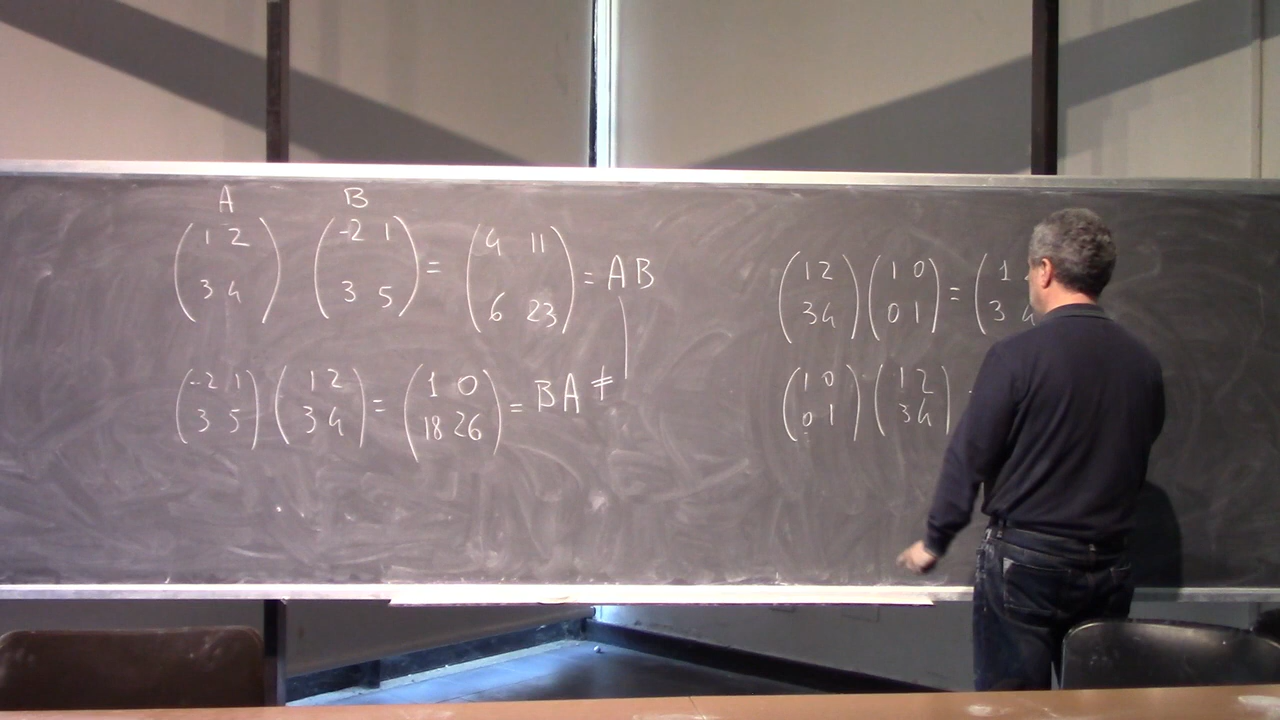 A B
( 1 2 ) ( -2 1 ) = ( 4 11 ) = AB
( 3 4 ) ( 3 5 ) ( 6 23 )
( -2 1 ) ( 1 2 ) = ( 1 0 ) = BA ≠
( 3 5 ) ( 3 4 ) ( 18 26 )
( 1 2 ) ( 1 0 ) = ( 1
( 3 4 ) ( 0 1 ) ( 3 4
( 1 0 ) ( 1 2 )
( 0 1 ) ( 3 4 )